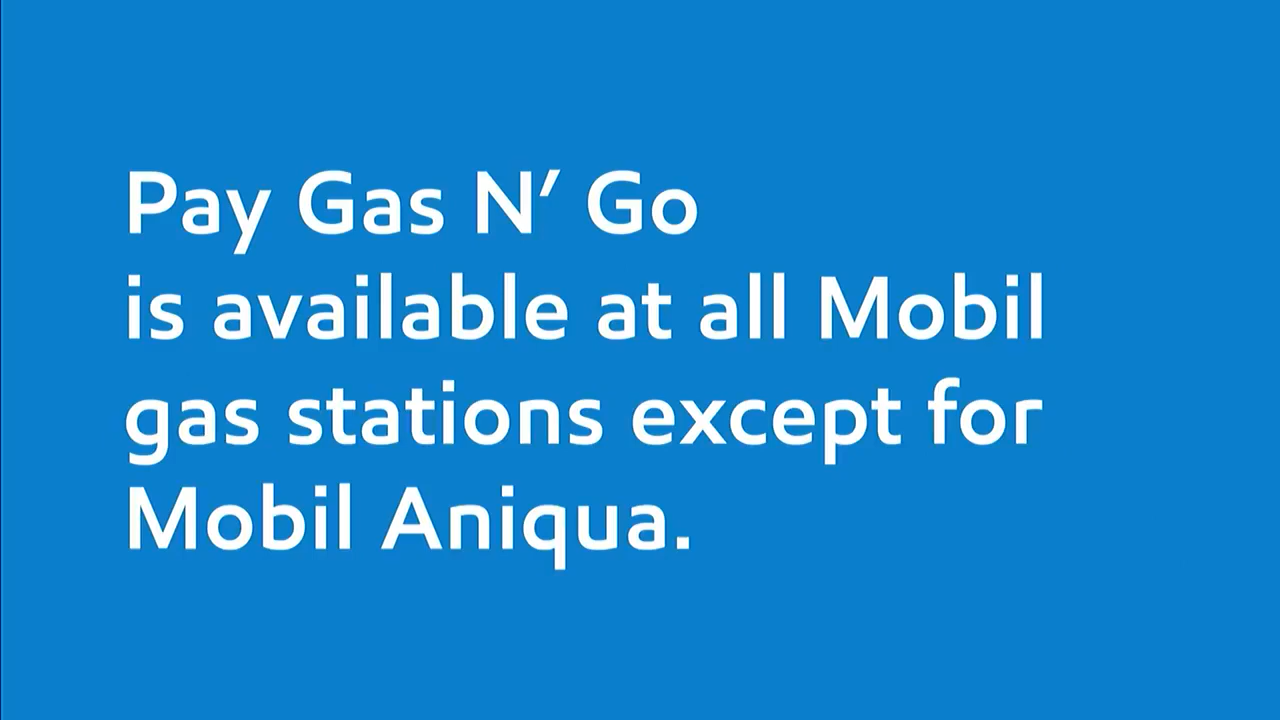 Pay Gas N’ Go
is available at all Mobil
gas stations except for
Mobil Aniqua.